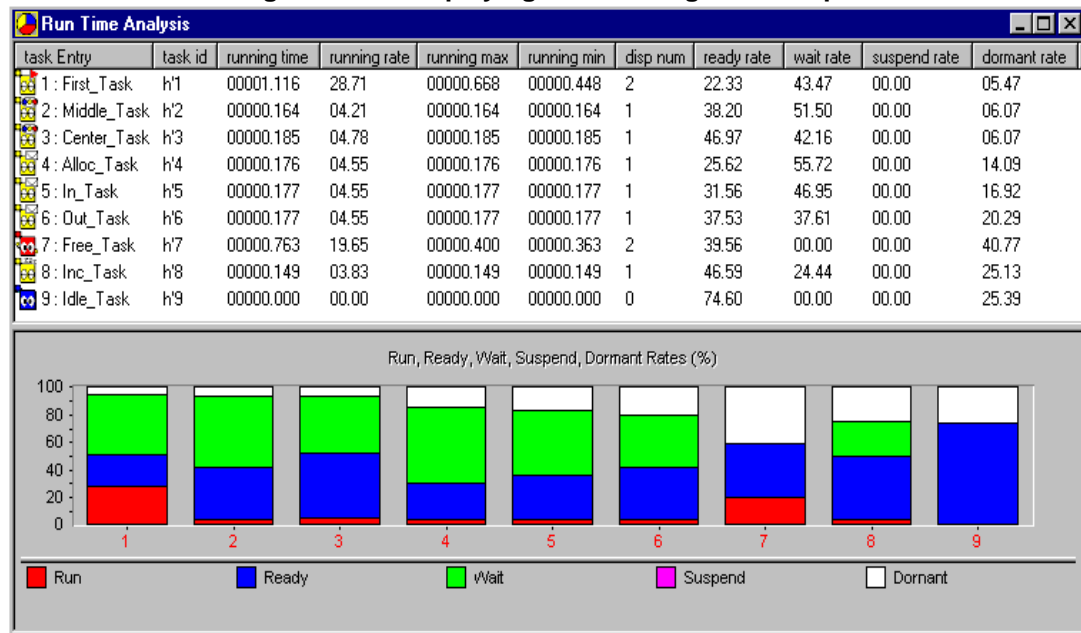 Run Time Analysis
task Entry task id running time running rate running max running min disp num ready rate wait rate suspend rate dormant rate
1 : First_Task h'1 00001.116 28.71 00000.668 00000.448 2 22.33 43.47 00.00 05.47
2 : Middle_Task h'2 00000.164 04.21 00000.164 00000.164 1 38.20 51.50 00.00 06.07
3 : Center_Task h'3 00000.185 04.78 00000.185 00000.185 1 46.97 42.16 00.00 06.07
4 : Alloc_Task h'4 00000.176 04.55 00000.176 00000.176 1 25.62 55.72 00.00 14.09
5 : In_Task h'5 00000.177 04.55 00000.177 00000.177 1 31.56 46.95 00.00 16.92
6 : Out_Task h'6 00000.177 04.55 00000.177 00000.177 1 37.53 37.61 00.00 20.29
7 : Free_Task h'7 00000.763 19.65 00000.400 00000.363 2 39.56 00.00 00.00 40.77
8 : Inc_Task h'8 00000.149 03.83 00000.149 00000.149 1 46.59 24.44 00.00 25.13
9 : Idle_Task h'9 00000.000 00.00 00000.000 00000.000 0 74.60 00.00 00.00 25.39
Run, Ready, Wait, Suspend, Dormant Rates (%)
100
80
60
40
20
0
1 2 3 4 5 6 7 8 9
Run Ready Wait Suspend Dornant